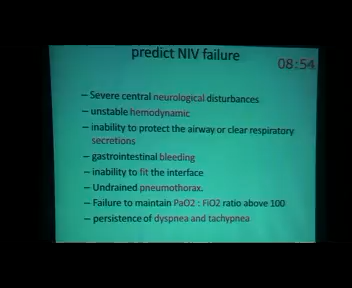 predict NIV failure
08:54
– Severe central neurological disturbances
– unstable hemodynamic
– inability to protect the airway or clear respiratory
secretions
– gastrointestinal bleeding
– inability to fit the interface
– Undrained pneumothorax.
– Failure to maintain PaO2 : FiO2 ratio above 100
– persistence of dyspnea and tachypnea